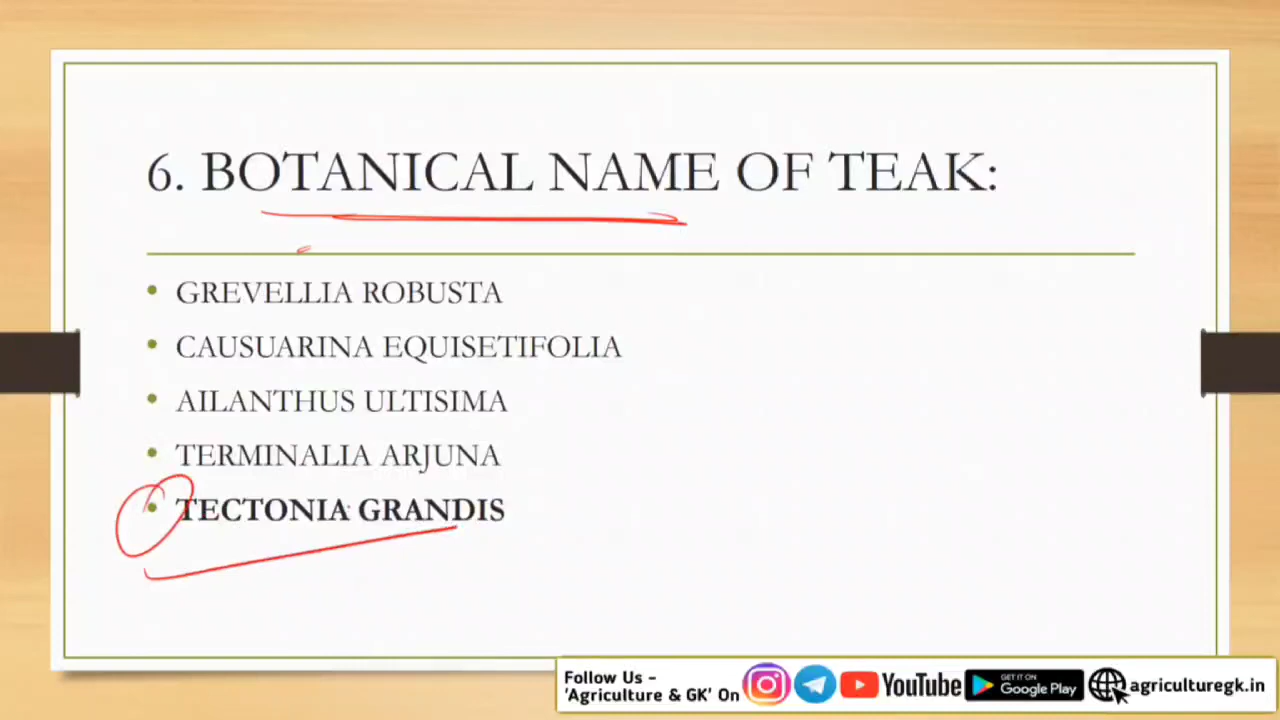 6. BOTANICAL NAME OF TEAK:
• GREVELLIA ROBUSTA
• CAUSUARINA EQUISETIFOLIA
• AILANTHUS ULTISIMA
• TERMINALIA ARJUNA
• TECTONIA GRANDIS
Follow Us -
'Agriculture & GK' On
YouTube
GET IT ON
Google Play
agriculturegk.in